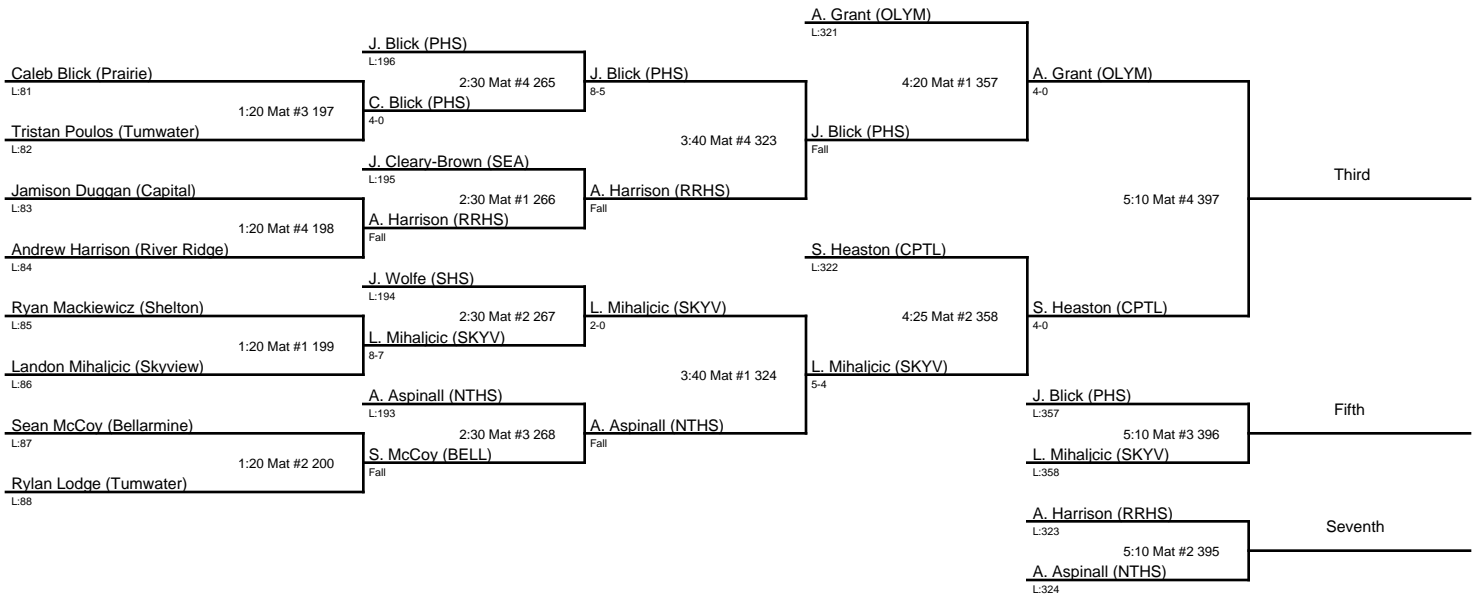 Caleb Blick (Prairie)
L:81
1:20 Mat #3 197
Tristan Poulos (Tumwater)
L:82
Jamison Duggan (Capital)
L:83
1:20 Mat #4 198
Andrew Harrison (River Ridge)
L:84
Ryan Mackiewicz (Shelton)
L:85
1:20 Mat #1 199
Landon Mihaljcic (Skyview)
L:86
Sean McCoy (Bellarmine)
L:87
1:20 Mat #2 200
Rylan Lodge (Tumwater)
L:88
J. Blick (PHS)
L:196
2:30 Mat #4 265
C. Blick (PHS)
4-0
J. Cleary-Brown (SEA)
L:195
2:30 Mat #1 266
A. Harrison (RRHS)
Fall
J. Wolfe (SHS)
L:194
2:30 Mat #2 267
L. Mihaljcic (SKYV)
8-7
A. Aspinall (NTHS)
L:193
2:30 Mat #3 268
S. McCoy (BELL)
Fall
J. Blick (PHS)
8-5
3:40 Mat #4 323
A. Harrison (RRHS)
Fall
L. Mihaljcic (SKYV)
2-0
3:40 Mat #1 324
A. Aspinall (NTHS)
Fall
A. Grant (OLYM)
L:321
4:20 Mat #1 357
J. Blick (PHS)
Fall
S. Heaston (CPTL)
L:322
4:25 Mat #2 358
L. Mihaljcic (SKYV)
5-4
A. Grant (OLYM)
4-0
5:10 Mat #4 397
S. Heaston (CPTL)
4-0
Third
J. Blick (PHS)
L:357
5:10 Mat #3 396
L. Mihaljcic (SKYV)
L:358
Fifth
A. Harrison (RRHS)
L:323
5:10 Mat #2 395
A. Aspinall (NTHS)
L:324
Seventh